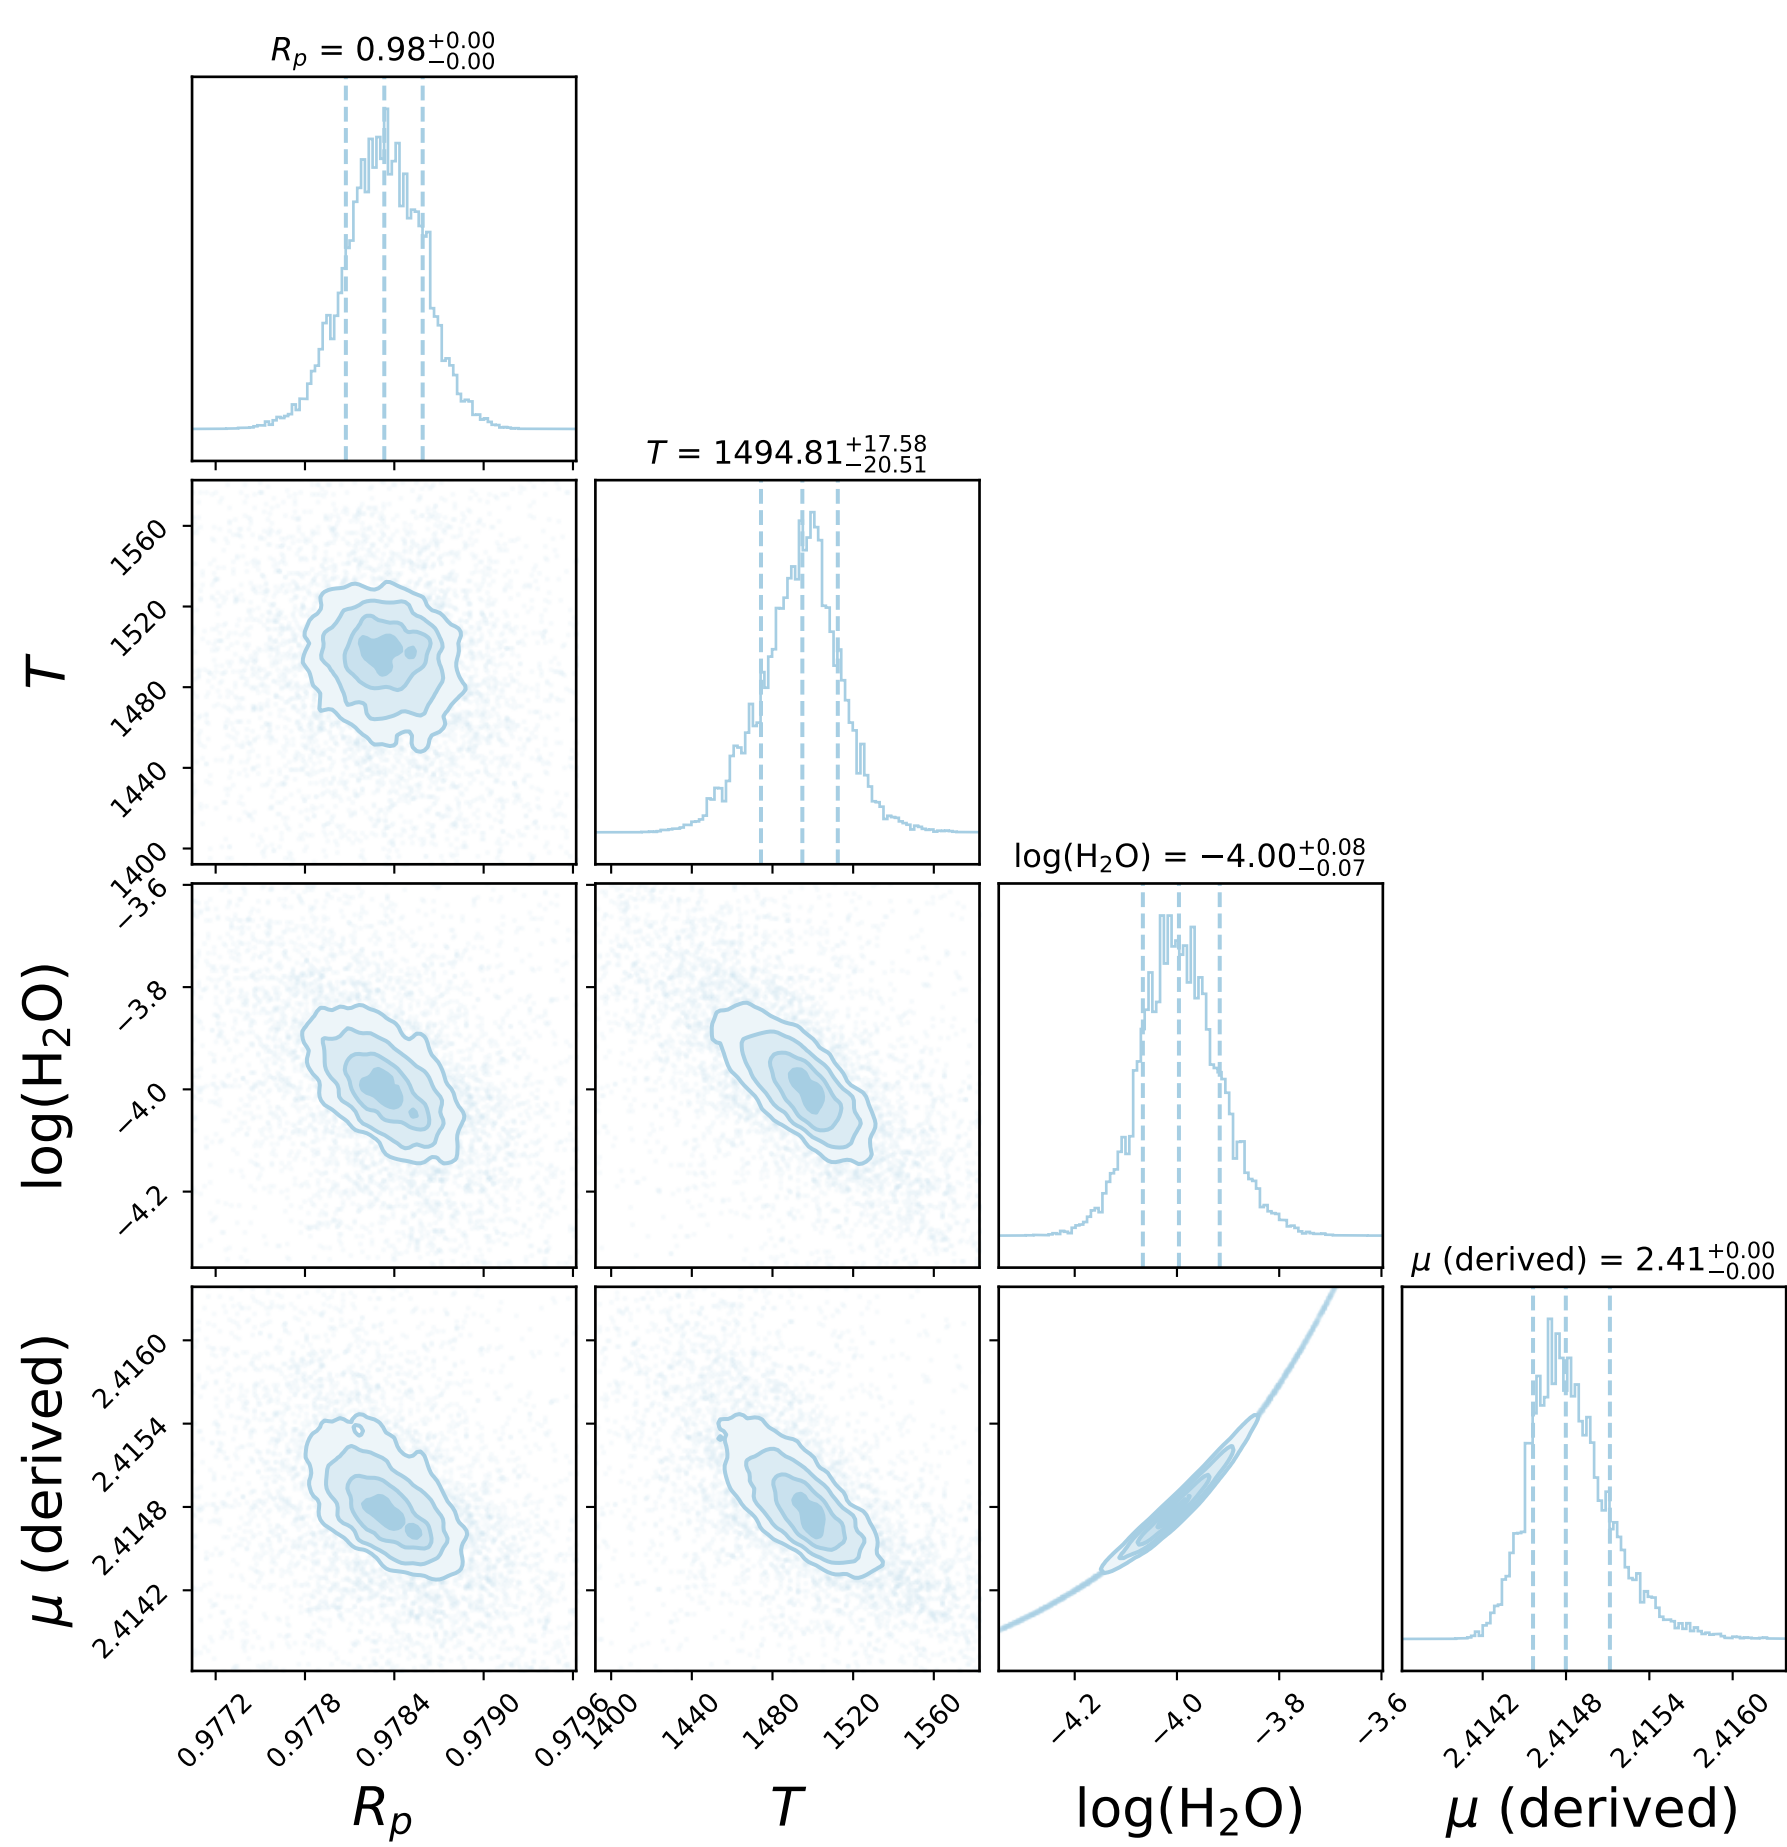 R_p = 0.98^{+0.00}_{−0.00}
T = 1494.81^{+17.58}_{−20.51}
1560
1520
1480
1440
1400
T
log(H₂O) = −4.00^{+0.08}_{−0.07}
−3.6
−3.8
−4.0
−4.2
log(H₂O)
μ (derived) = 2.41^{+0.00}_{−0.00}
2.4160
2.4154
2.4148
2.4142
μ (derived)
0.9772 0.9778 0.9784 0.9790 0.9796
1400 1440 1480 1520 1560
−4.2 −4.0 −3.8 −3.6
2.4142 2.4148 2.4154 2.4160
R_p
T
log(H₂O)
μ (derived)